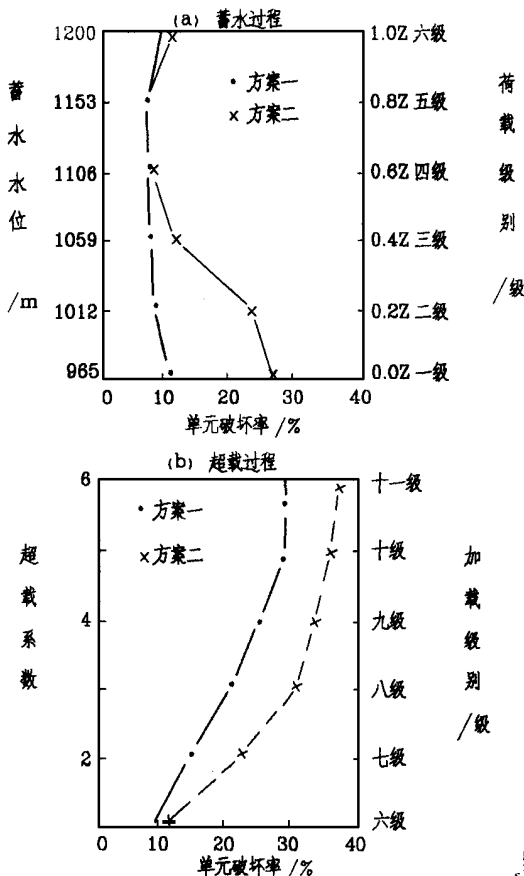 (a) 蓄水过程
1200
1153
1106
1059
1012
965
蓄水水位/m
方案一
方案二
1.0Z 六级
0.8Z 五级
0.6Z 四级
0.4Z 三级
0.2Z 二级
0.0Z 一级
荷载级别/级
0 10 20 30 40
单元破坏率/%
(b) 超载过程
6
4
2
超载系数
方案一
方案二
十一级
十级
九级
八级
七级
六级
加载级别/级
0 10 20 30 40
单元破坏率/%